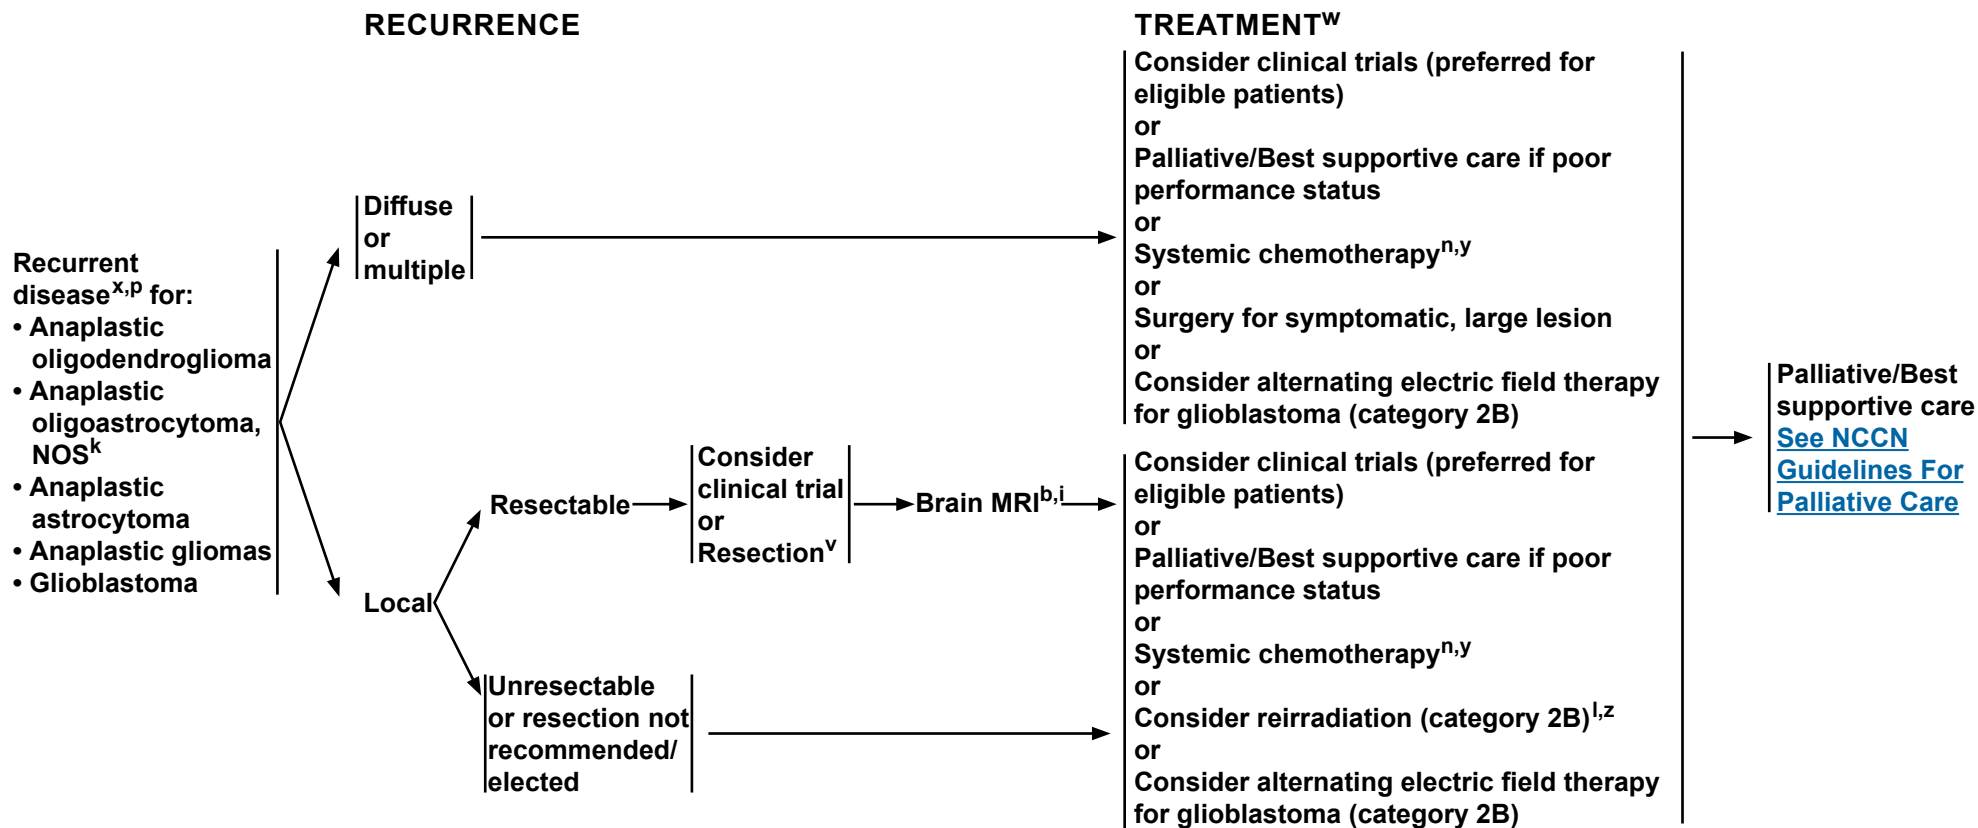 RECURRENCE
TREATMENTw
Recurrent
diseasex,p for:
• Anaplastic
oligodendroglioma
• Anaplastic
oligoastrocytoma,
NOSk
• Anaplastic
astrocytoma
• Anaplastic gliomas
• Glioblastoma
Diffuse
or
multiple
Local
Resectable
Unresectable
or resection not
recommended/
elected
Consider
clinical trial
or
Resectionv
Brain MRIb,i
Consider clinical trials (preferred for
eligible patients)
or
Palliative/Best supportive care if poor
performance status
or
Systemic chemotherapyn,y
or
Surgery for symptomatic, large lesion
or
Consider alternating electric field therapy
for glioblastoma (category 2B)
Consider clinical trials (preferred for
eligible patients)
or
Palliative/Best supportive care if poor
performance status
or
Systemic chemotherapyn,y
or
Consider reirradiation (category 2B)l,z
or
Consider alternating electric field therapy
for glioblastoma (category 2B)
Palliative/Best
supportive care
See NCCN
Guidelines For
Palliative Care